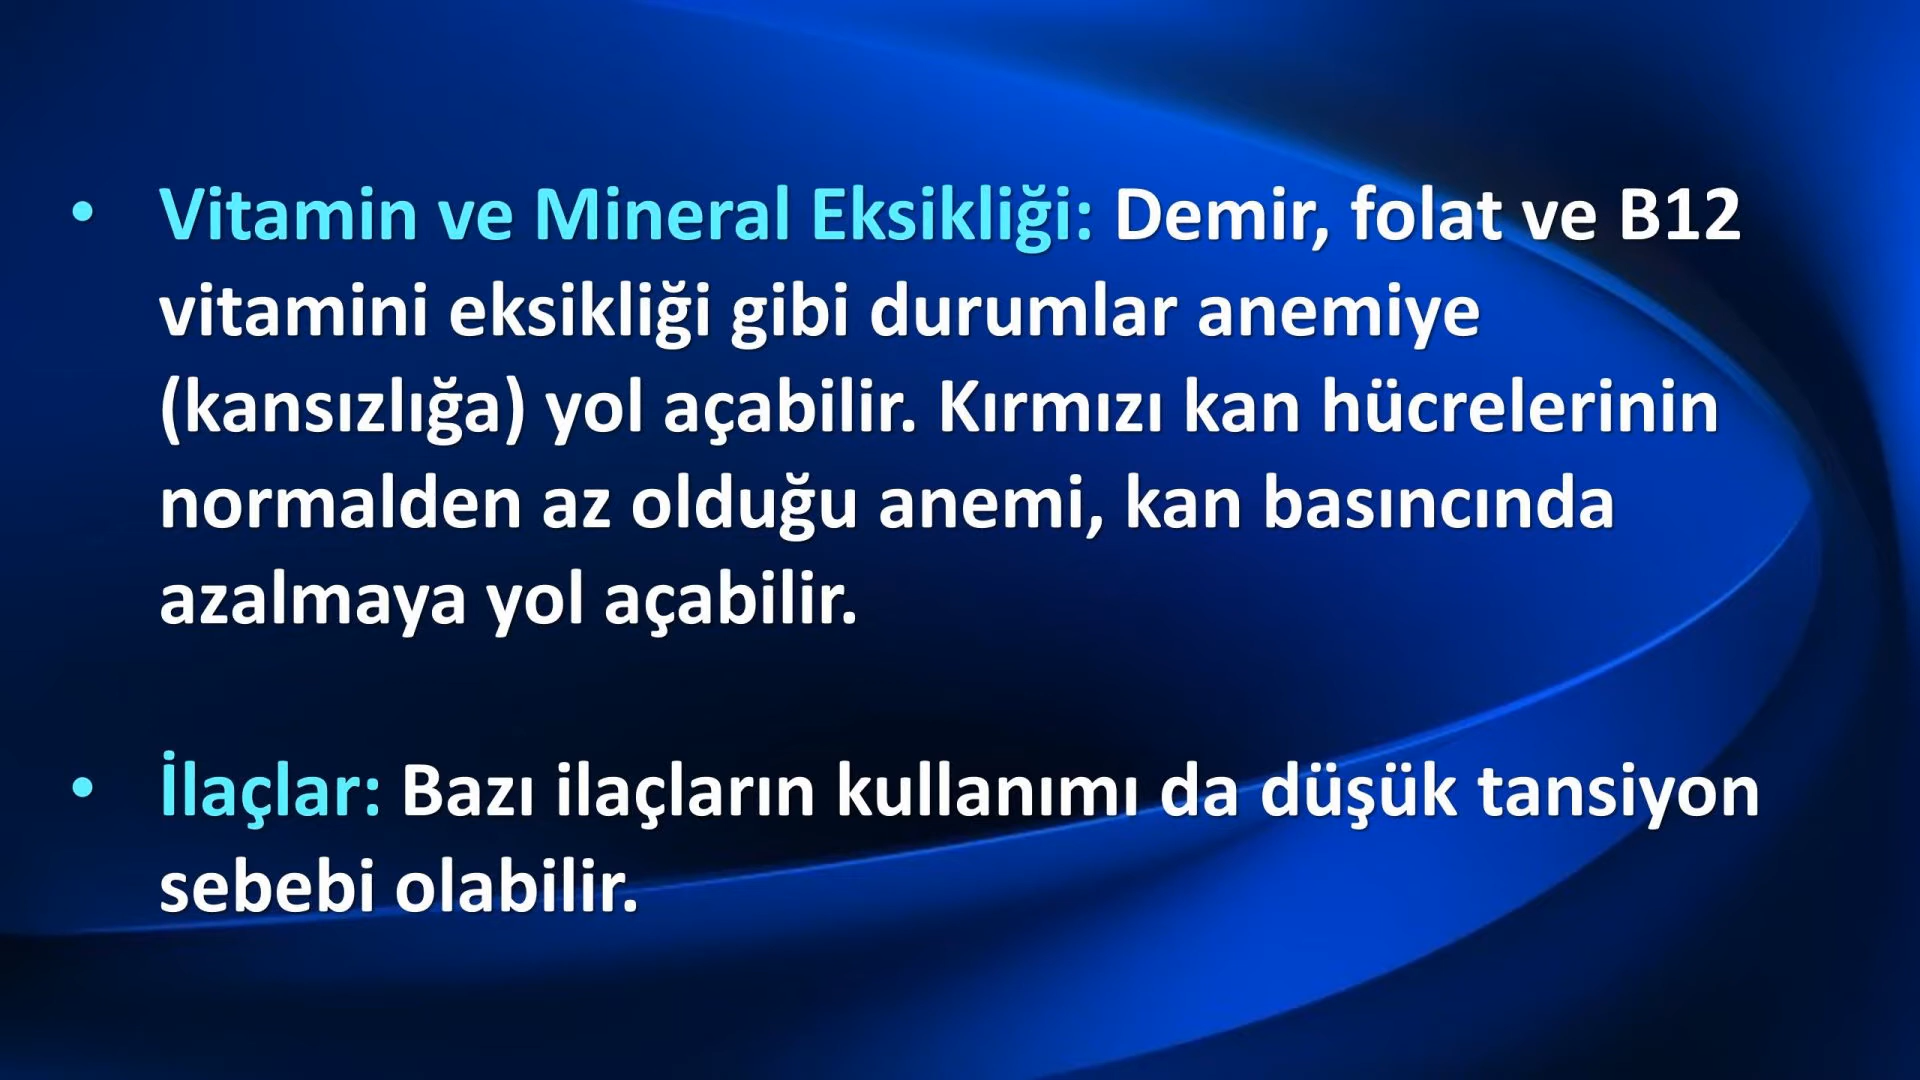 • Vitamin ve Mineral Eksikliği: Demir, folat ve B12
vitamini eksikliği gibi durumlar anemiye
(kansızlığa) yol açabilir. Kırmızı kan hücrelerinin
normalden az olduğu anemi, kan basıncında
azalmaya yol açabilir.
• İlaçlar: Bazı ilaçların kullanımı da düşük tansiyon
sebebi olabilir.